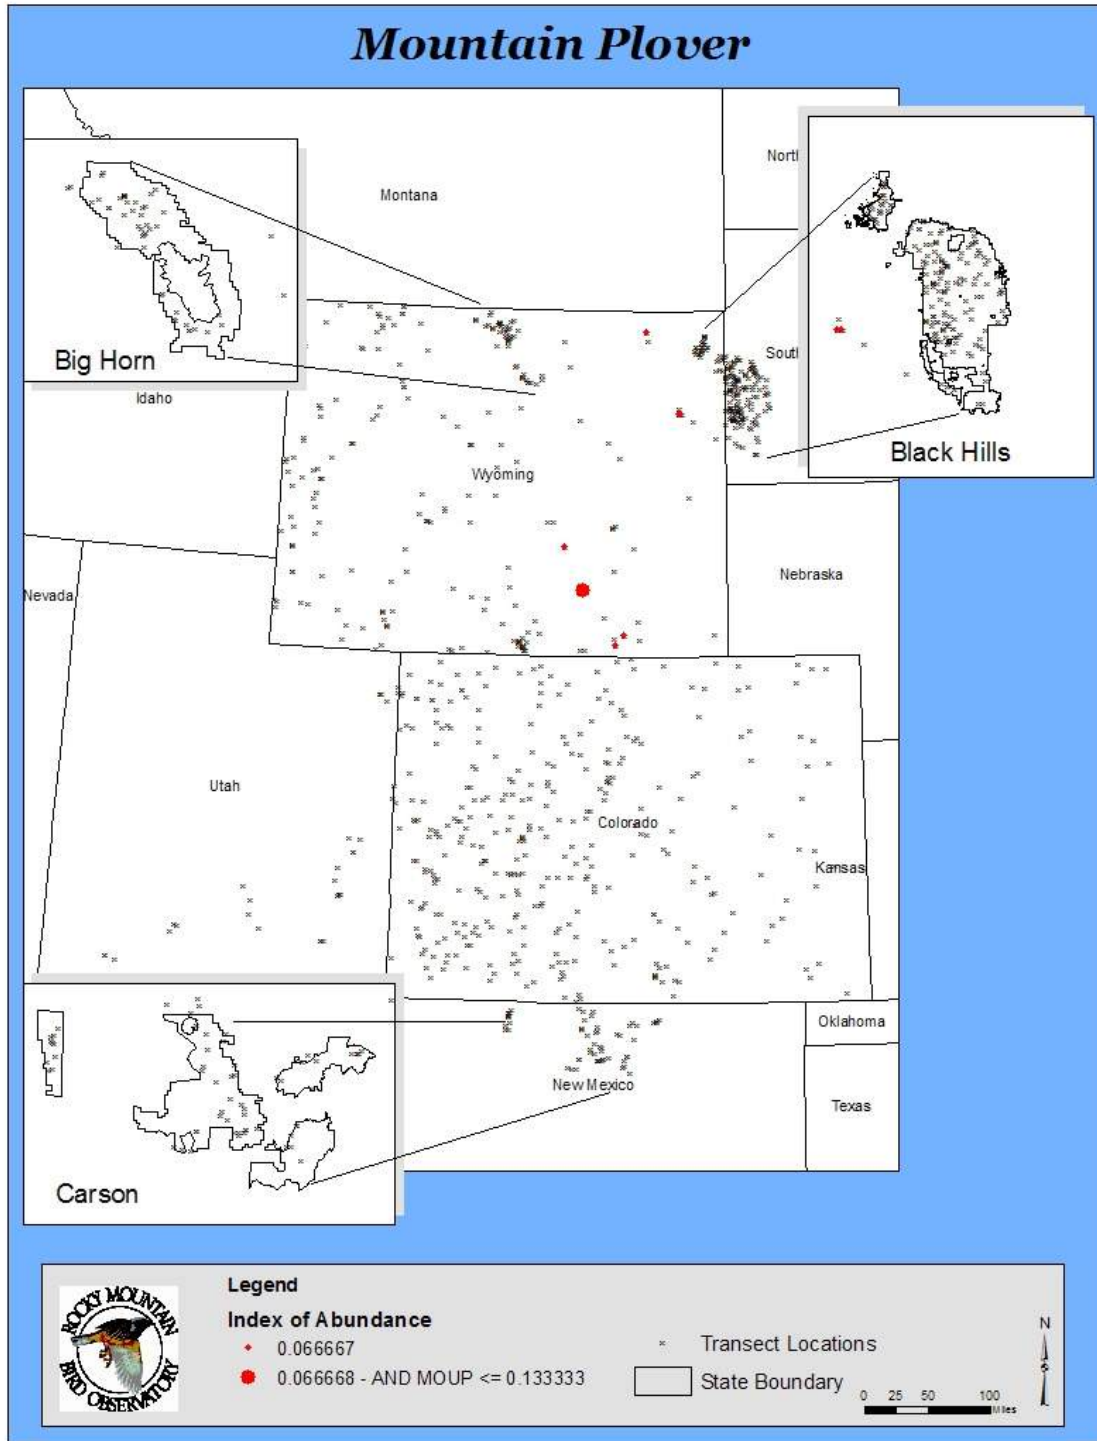 Mountain Plover
Montana
North
Big Horn
Idaho
South
Black Hills
Wyoming
Nevada
Nebraska
Utah
Colorado
Kansas
Oklahoma
New Mexico
Texas
Carson
ROCKY MOUNTAIN
BIRD OBSERVATORY
Legend
Index of Abundance
0.066667
0.066668 - AND MOUP <= 0.133333
Transect Locations
State Boundary
N
S
0 25 50 100
Miles